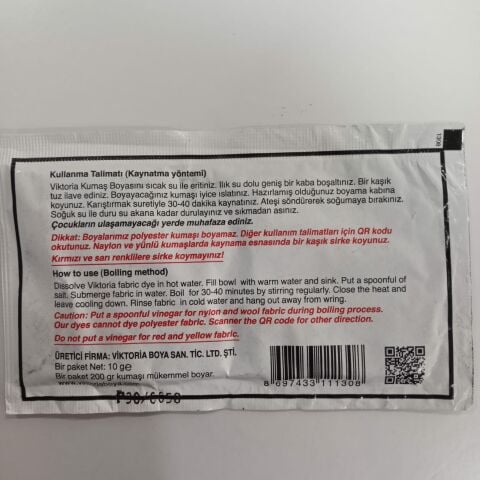 1308
Kullanma Talimatı (Kaynatma yöntemi)
Viktoria Kumaş Boyasını sıcak su ile eritiniz. Ilık su dolu geniş bir kaba boşaltınız. Bir kaşık
tuz ilave ediniz. Boyayacağınız kumaşı iyice ıslatınız. Hazırlamış olduğunuz boyama kabına
koyunuz. Karıştırmak suretiyle 30-40 dakika kaynatınız. Ateşi söndürerek soğumaya bırakınız.
Soğuk su ile duru su akana kadar durulayınız ve sıkmadan asınız.
Çocukların ulaşamayacağı yerde muhafaza ediniz.
Dikkat: Boyalarımız polyester kumaşı boyamaz. Diğer kullanım talimatları için QR kodu
okutunuz. Naylon ve yünlü kumaşlarda kaynama esnasında bir kaşık sirke koyunuz.
Kırmızı ve sarı renklilere sirke koymayınız!
How to use (Boiling method)
Dissolve Viktoria fabric dye in hot water. Fill bowl with warm water and sink. Put a spoonful of
salt. Submerge fabric in water. Boil for 30-40 minutes by stirring regularly. Close the heat and
leave cooling down. Rinse fabric in cold water and hang out away from wring.
Caution: Put a spoonful vinegar for nylon and wool fabric during boiling process.
Our dyes cannot dye polyester fabric. Scanner the QR code for other direction.
Do not put a vinegar for red and yellow fabric.
ÜRETİCİ FİRMA: VİKTORİA BOYA SAN. TİC. LTD. ŞTİ.
Bir paket Net: 10g e
Bir paket 200 gr kumaşı mükemmel boyar.
www.viktoriaboya.com
8 697433 111308